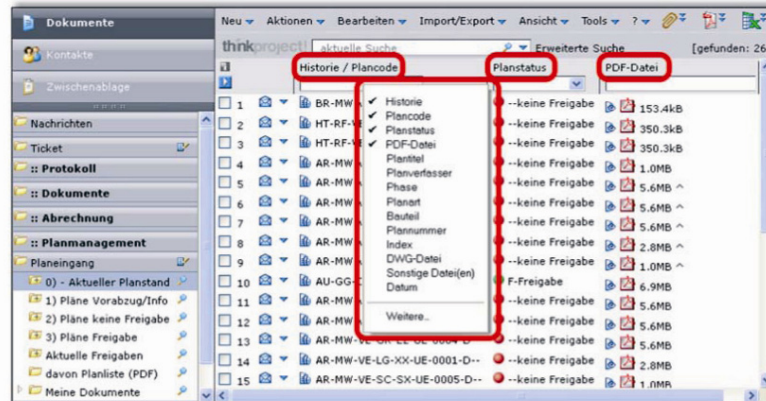 Dokumente
Kontakte
Zwischenablage
Nachrichten
Ticket
:: Protokoll
:: Dokumente
:: Abrechnung
:: Planmanagement
Planeingang
0) - Aktueller Planstand
1) Pläne Vorabzug/Info
2) Pläne keine Freigabe
3) Pläne Freigabe
Aktuelle Freigaben
davon Planliste (PDF)
Meine Dokumente
Neu Aktionen Bearbeiten Import/Export Ansicht Tools ?
thinkproject! aktuelle Suche Erweiterte Suche [gefunden: 26
Historie / Plancode Planstatus PDF-Datei
1 BR-MW --keine Freigabe 153.4kB
2 HT-RF-VE --keine Freigabe 350.3kB
3 HT-RF-VE --keine Freigabe 350.3kB
4 AR-MW --keine Freigabe 1.0MB
5 AR-MW --keine Freigabe 5.6MB ^
6 AR-MW --keine Freigabe 5.6MB ^
7 AR-MW --keine Freigabe 5.6MB ^
8 AR-MW --keine Freigabe 2.8MB ^
9 AR-MW --keine Freigabe 1.0MB ^
10 AU-GG- F-Freigabe 6.9MB
11 AR-MW --keine Freigabe 5.6MB
12 AR-MW --keine Freigabe 5.6MB
13 AR-MW-VE-GR-EZ-UE-0004-D --keine Freigabe 5.6MB
14 AR-MW-VE-LG-XX-UE-0001-D-- --keine Freigabe 2.8MB
15 AR-MW-VE-SC-SX-UE-0005-D-- --keine Freigabe 1.0MB
✔ Historie
✔ Plancode
✔ Planstatus
✔ PDF-Datei
Plantitel
Planverfasser
Phase
Planart
Bauteil
Plannummer
Index
DWG-Datei
Sonstige Datei(en)
Datum
Weitere..